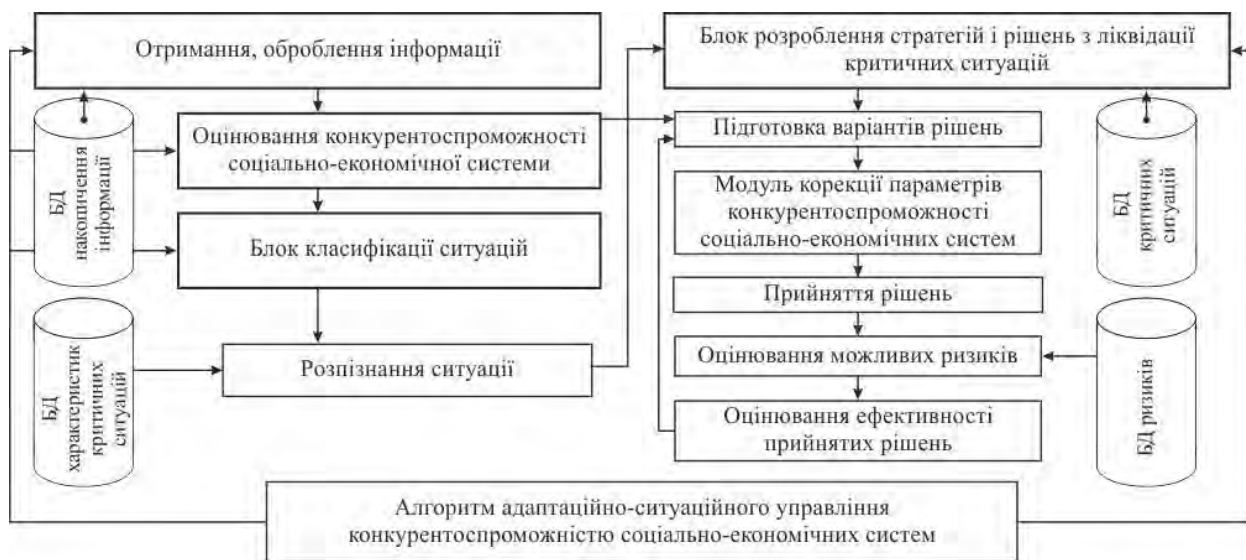 Отримання, оброблення інформації
БД
накопичення
інформації
Оцінювання конкурентоспроможності
соціально-економічної системи
Блок класифікації ситуацій
БД
характеристик
критичних
ситуацій
Розпізнання ситуації
Блок розроблення стратегій і рішень з ліквідації
критичних ситуацій
Підготовка варіантів рішень
Модуль корекції параметрів
конкурентоспроможності
соціально-економічних систем
Прийняття рішень
Оцінювання можливих ризиків
Оцінювання ефективності
прийнятих рішень
БД
критичних
ситуацій
БД ризиків
Алгоритм адаптаційно-ситуаційного управління
конкурентоспроможністю соціально-економічних систем